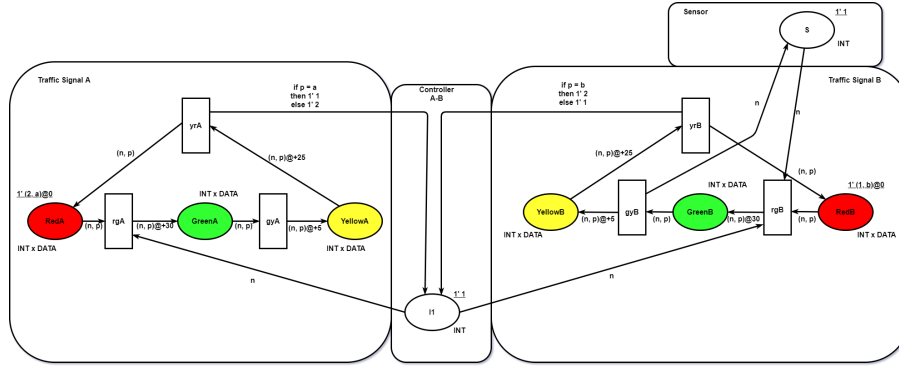 Sensor
1' 1
S
INT
Traffic Signal A
if p = a
then 1' 1
else 1' 2
Controller
A-B
if p = b
then 1' 2
else 1' 1
Traffic Signal B
n
n
yrA
yrB
(n, p)
(n, p)@+25
(n, p)@+25
(n, p)
1' (2, a)@0
INT x DATA
1' (1, b)@0
RedA
(n, p)
rgA
(n, p)@+30
GreenA
(n, p)
gyA
(n, p)@+5
YellowA
INT x DATA
INT x DATA
INT x DATA
YellowB
(n, p)@+5
gyB
(n, p)
GreenB
(n, p)@30
rgB
(n, p)
RedB
INT x DATA
INT x DATA
n
n
1' 1
I1
INT